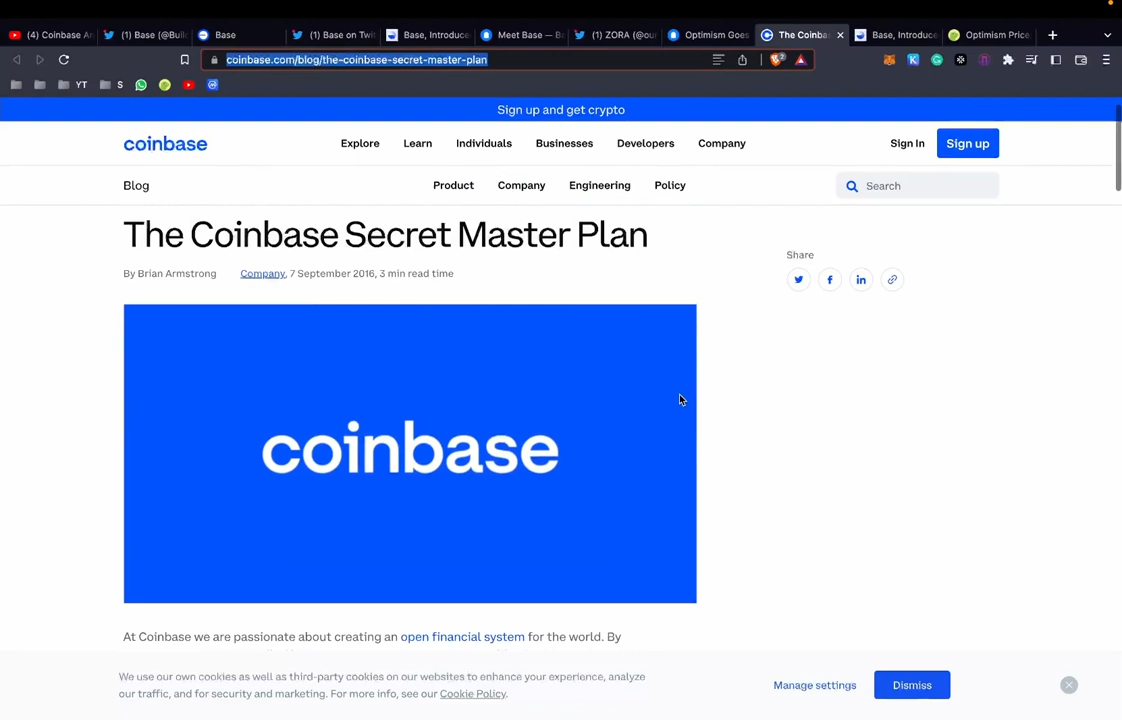 (4) Coinbase Ar
(1) Base (@Buil
Base
(1) Base on Twi
Base, Introduce
Meet Base — Ba
(1) ZORA (@our
Optimism Goes
The Coinba
Base, Introduce
Optimism Price
coinbase.com/blog/the-coinbase-secret-master-plan
YT
S
Sign up and get crypto
coinbase
Explore
Learn
Individuals
Businesses
Developers
Company
Sign In
Sign up
Blog
Product
Company
Engineering
Policy
Search
The Coinbase Secret Master Plan
By Brian Armstrong
Company, 7 September 2016, 3 min read time
Share
coinbase
At Coinbase we are passionate about creating an open financial system for the world. By
We use our own cookies as well as third-party cookies on our websites to enhance your experience, analyze
our traffic, and for security and marketing. For more info, see our Cookie Policy.
Manage settings
Dismiss